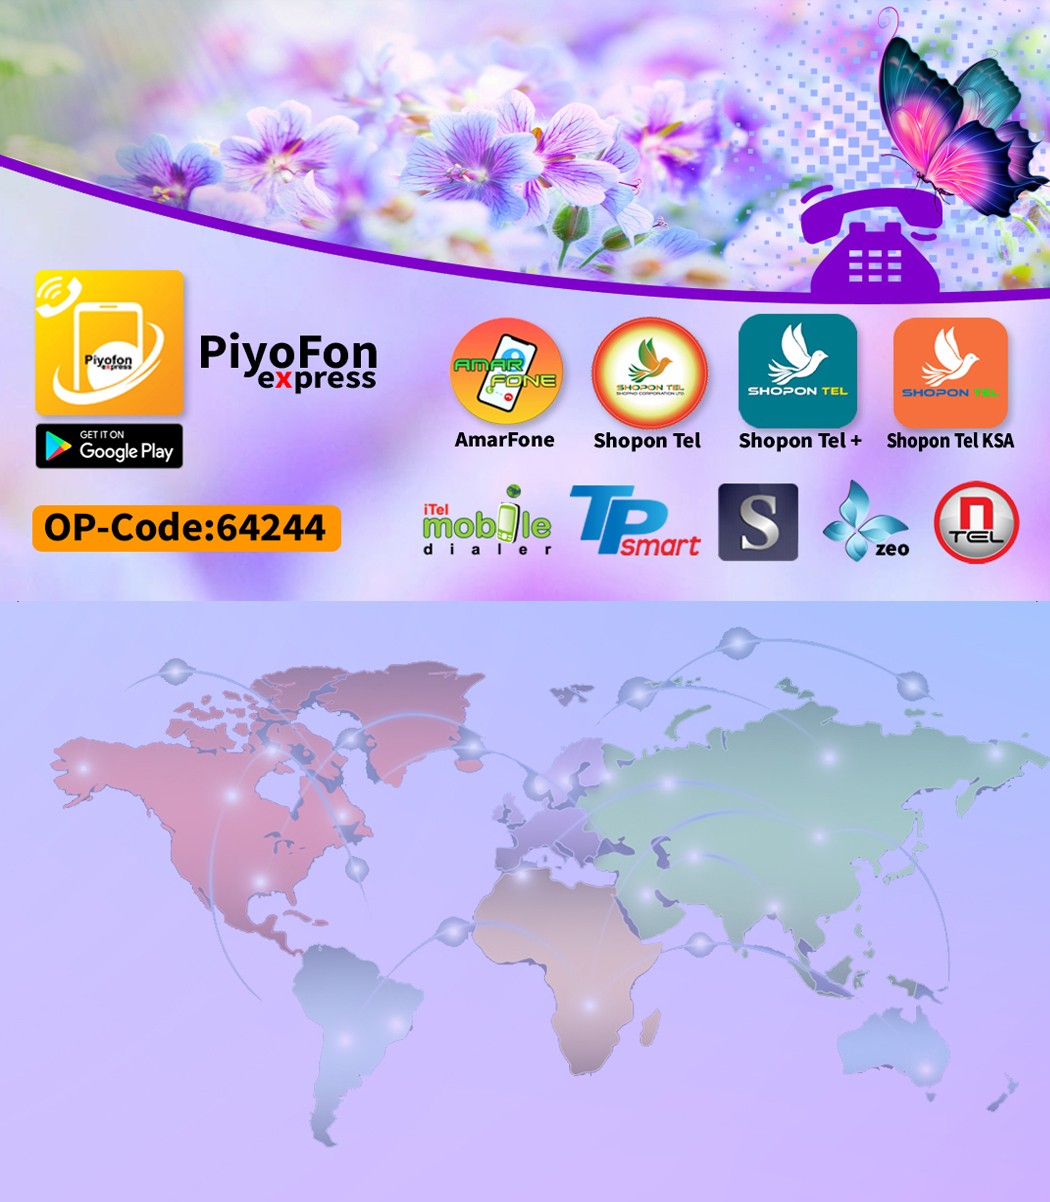 Piyofon
express
PiyoFon
express
GET IT ON
Google Play
OP-Code:64244
AMAR
FONE
AmarFone
SHOPON TEL
SHOPNO CORPORATION LTD
Shopon Tel
SHOPON TEL
Shopon Tel +
SHOPON TEL
Shopon Tel KSA
iTel
mobile
dialer
TP
smart
S
zeo
n
TEL